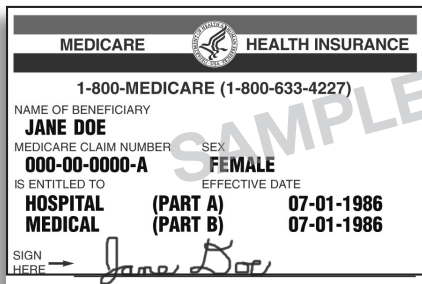 MEDICARE HEALTH INSURANCE
1-800-MEDICARE (1-800-633-4227)
NAME OF BENEFICIARY
JANE DOE
MEDICARE CLAIM NUMBER SEX
000-00-0000-A FEMALE
IS ENTITLED TO EFFECTIVE DATE
HOSPITAL (PART A) 07-01-1986
MEDICAL (PART B) 07-01-1986
SIGN
HERE Jane Doe
SAMPLE